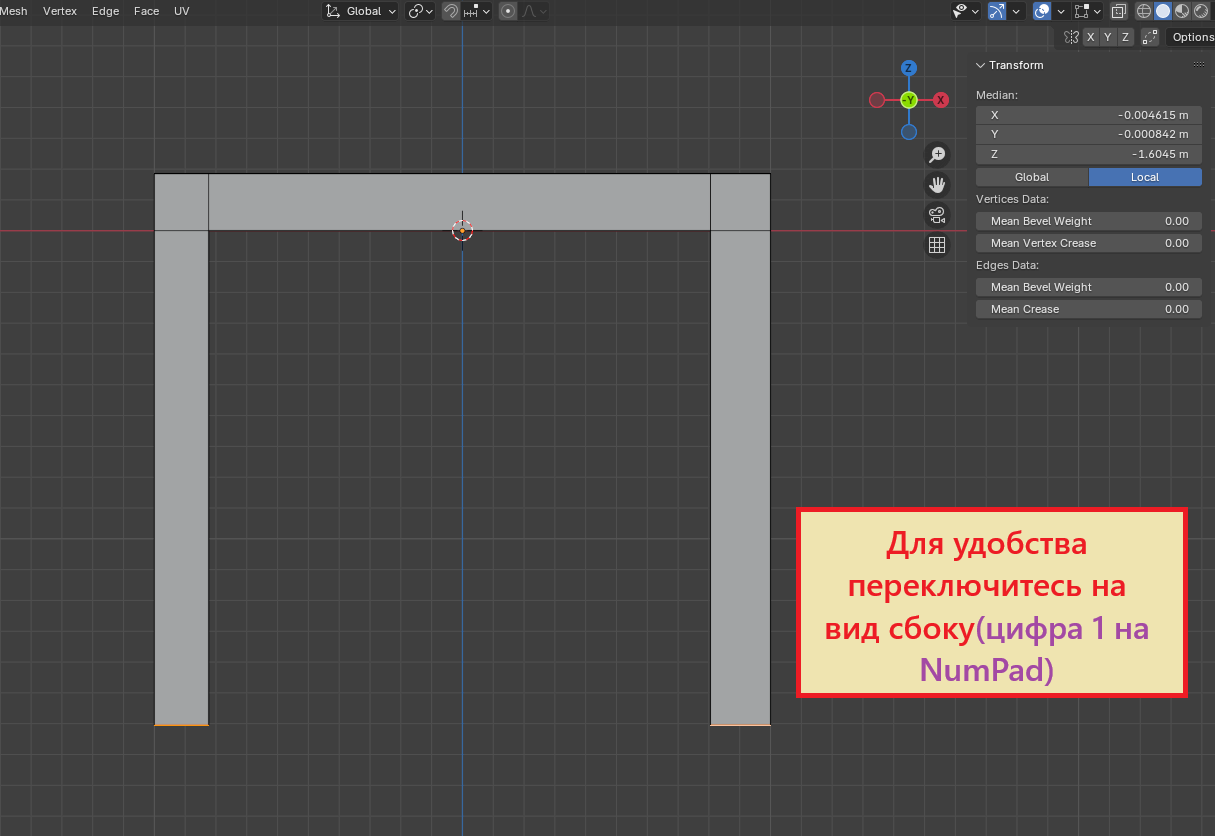 Mesh Vertex Edge Face UV Global
X Y Z Options
Z
-Y X
Transform
Median:
X -0.004615 m
Y -0.000842 m
Z -1.6045 m
Global Local
Vertices Data:
Mean Bevel Weight 0.00
Mean Vertex Crease 0.00
Edges Data:
Mean Bevel Weight 0.00
Mean Crease 0.00
Для удобства
переключитесь на
вид сбоку(цифра 1 на
NumPad)